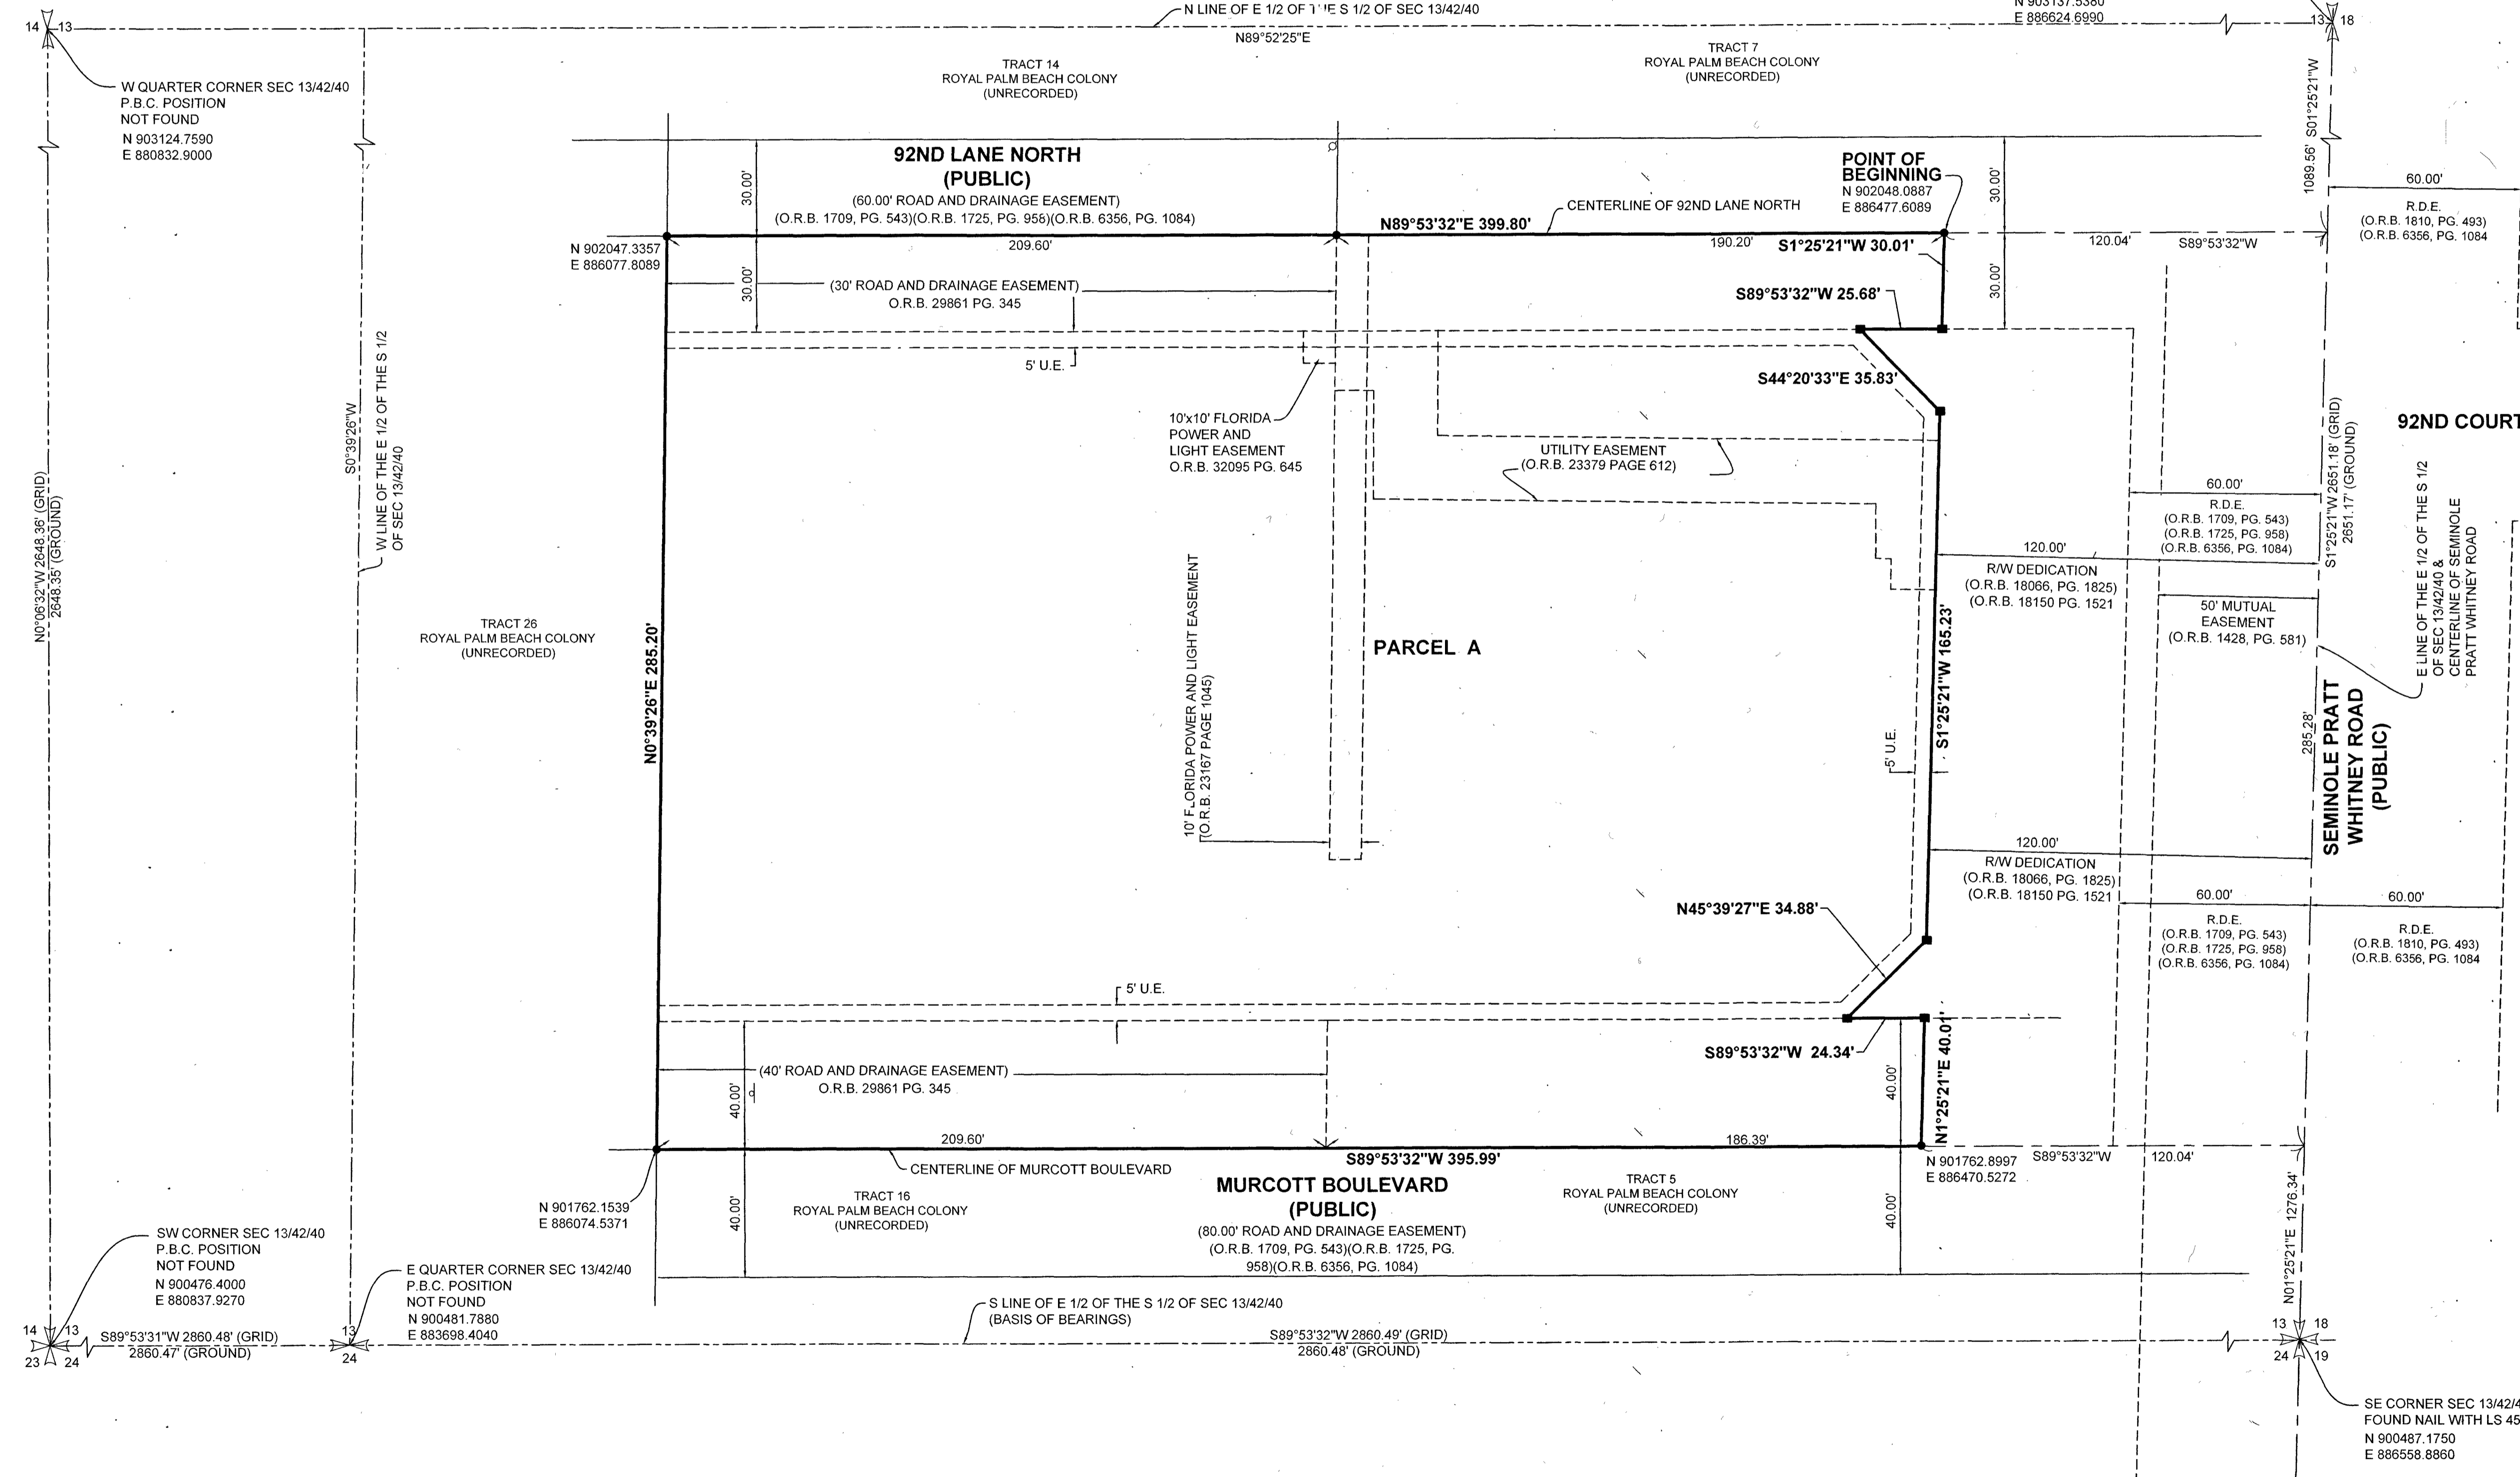 N LINE OF E 1/2 OF THE S 1/2 OF SEC 13/42/40
N89°52'25"E
N 903137.5380
E 886624.6990
14
13
13
18
W QUARTER CORNER SEC 13/42/40
P.B.C. POSITION
NOT FOUND
N 903124.7590
E 880832.9000
TRACT 14
ROYAL PALM BEACH COLONY
(UNRECORDED)
TRACT 7
ROYAL PALM BEACH COLONY
(UNRECORDED)
1089.56' S01°25'21"W
92ND LANE NORTH
(PUBLIC)
(60.00' ROAD AND DRAINAGE EASEMENT)
(O.R.B. 1709, PG. 543)(O.R.B. 1725, PG. 958)(O.R.B. 6356, PG. 1084)
30.00'
30.00'
POINT OF
BEGINNING
N 902048.0887
E 886477.6089
30.00'
30.00'
60.00'
R.D.E.
(O.R.B. 1810, PG. 493)
(O.R.B. 6356, PG. 1084
CENTERLINE OF 92ND LANE NORTH
N89°53'32"E 399.80'
N 902047.3357
E 886077.8089
209.60'
190.20'
S1°25'21"W 30.01'
120.04'
S89°53'32"W
(30' ROAD AND DRAINAGE EASEMENT)
O.R.B. 29861 PG. 345
S89°53'32"W 25.68'
5' U.E.
S44°20'33"E 35.83'
10'x10' FLORIDA
POWER AND
LIGHT EASEMENT
O.R.B. 32095 PG. 645
UTILITY EASEMENT
(O.R.B. 23379 PAGE 612)
92ND COURT
S0°39'26"W
W LINE OF THE E 1/2 OF THE S 1/2
OF SEC 13/42/40
N0°06'32"W 2648.36' (GRID)
2648.35' (GROUND)
S1°25'21"W 2651.18' (GRID)
2651.17' (GROUND)
60.00'
R.D.E.
(O.R.B. 1709, PG. 543)
(O.R.B. 1725, PG. 958)
(O.R.B. 6356, PG. 1084)
120.00'
R/W DEDICATION
(O.R.B. 18066, PG. 1825)
(O.R.B. 18150 PG. 1521
50' MUTUAL
EASEMENT
(O.R.B. 1428, PG. 581)
E LINE OF THE E 1/2 OF THE S 1/2
OF SEC 13/42/40 &
CENTERLINE OF SEMINOLE
PRATT WHITNEY ROAD
TRACT 26
ROYAL PALM BEACH COLONY
(UNRECORDED)
N0°39'26"E 285.20'
10' FLORIDA POWER AND LIGHT EASEMENT
(O.R.B. 23167 PAGE 1045)
PARCEL A
S1°25'21"W 165.23'
5' U.E.
285.28'
SEMINOLE PRATT
WHITNEY ROAD
(PUBLIC)
120.00'
R/W DEDICATION
(O.R.B. 18066, PG. 1825)
(O.R.B. 18150 PG. 1521
60.00'
60.00'
R.D.E.
(O.R.B. 1709, PG. 543)
(O.R.B. 1725, PG. 958)
(O.R.B. 6356, PG. 1084)
R.D.E.
(O.R.B. 1810, PG. 493)
(O.R.B. 6356, PG. 1084
N45°39'27"E 34.88'
5' U.E.
S89°53'32"W 24.34'
N1°25'21"E 40.01'
(40' ROAD AND DRAINAGE EASEMENT)
O.R.B. 29861 PG. 345
40.00'
40.00'
209.60'
186.39'
S89°53'32"W 395.99'
CENTERLINE OF MURCOTT BOULEVARD
N 901762.8997
E 886470.5272
S89°53'32"W
120.04'
N 901762.1539
E 886074.5371
TRACT 16
ROYAL PALM BEACH COLONY
(UNRECORDED)
40.00'
MURCOTT BOULEVARD
(PUBLIC)
(80.00' ROAD AND DRAINAGE EASEMENT)
(O.R.B. 1709, PG. 543)(O.R.B. 1725, PG.
958)(O.R.B. 6356, PG. 1084)
TRACT 5
ROYAL PALM BEACH COLONY
(UNRECORDED)
40.00'
N01°25'21"E 1276.34'
SW CORNER SEC 13/42/40
P.B.C. POSITION
NOT FOUND
N 900476.4000
E 880837.9270
E QUARTER CORNER SEC 13/42/40
P.B.C. POSITION
NOT FOUND
N 900481.7880
E 883698.4040
S LINE OF E 1/2 OF THE S 1/2 OF SEC 13/42/40
(BASIS OF BEARINGS)
14
13
23
24
S89°53'31"W 2860.48' (GRID)
2860.47' (GROUND)
13
24
S89°53'32"W 2860.49' (GRID)
2860.48' (GROUND)
13
18
24
19
SE CORNER SEC 13/42/4
FOUND NAIL WITH LS 45
N 900487.1750
E 886558.8860